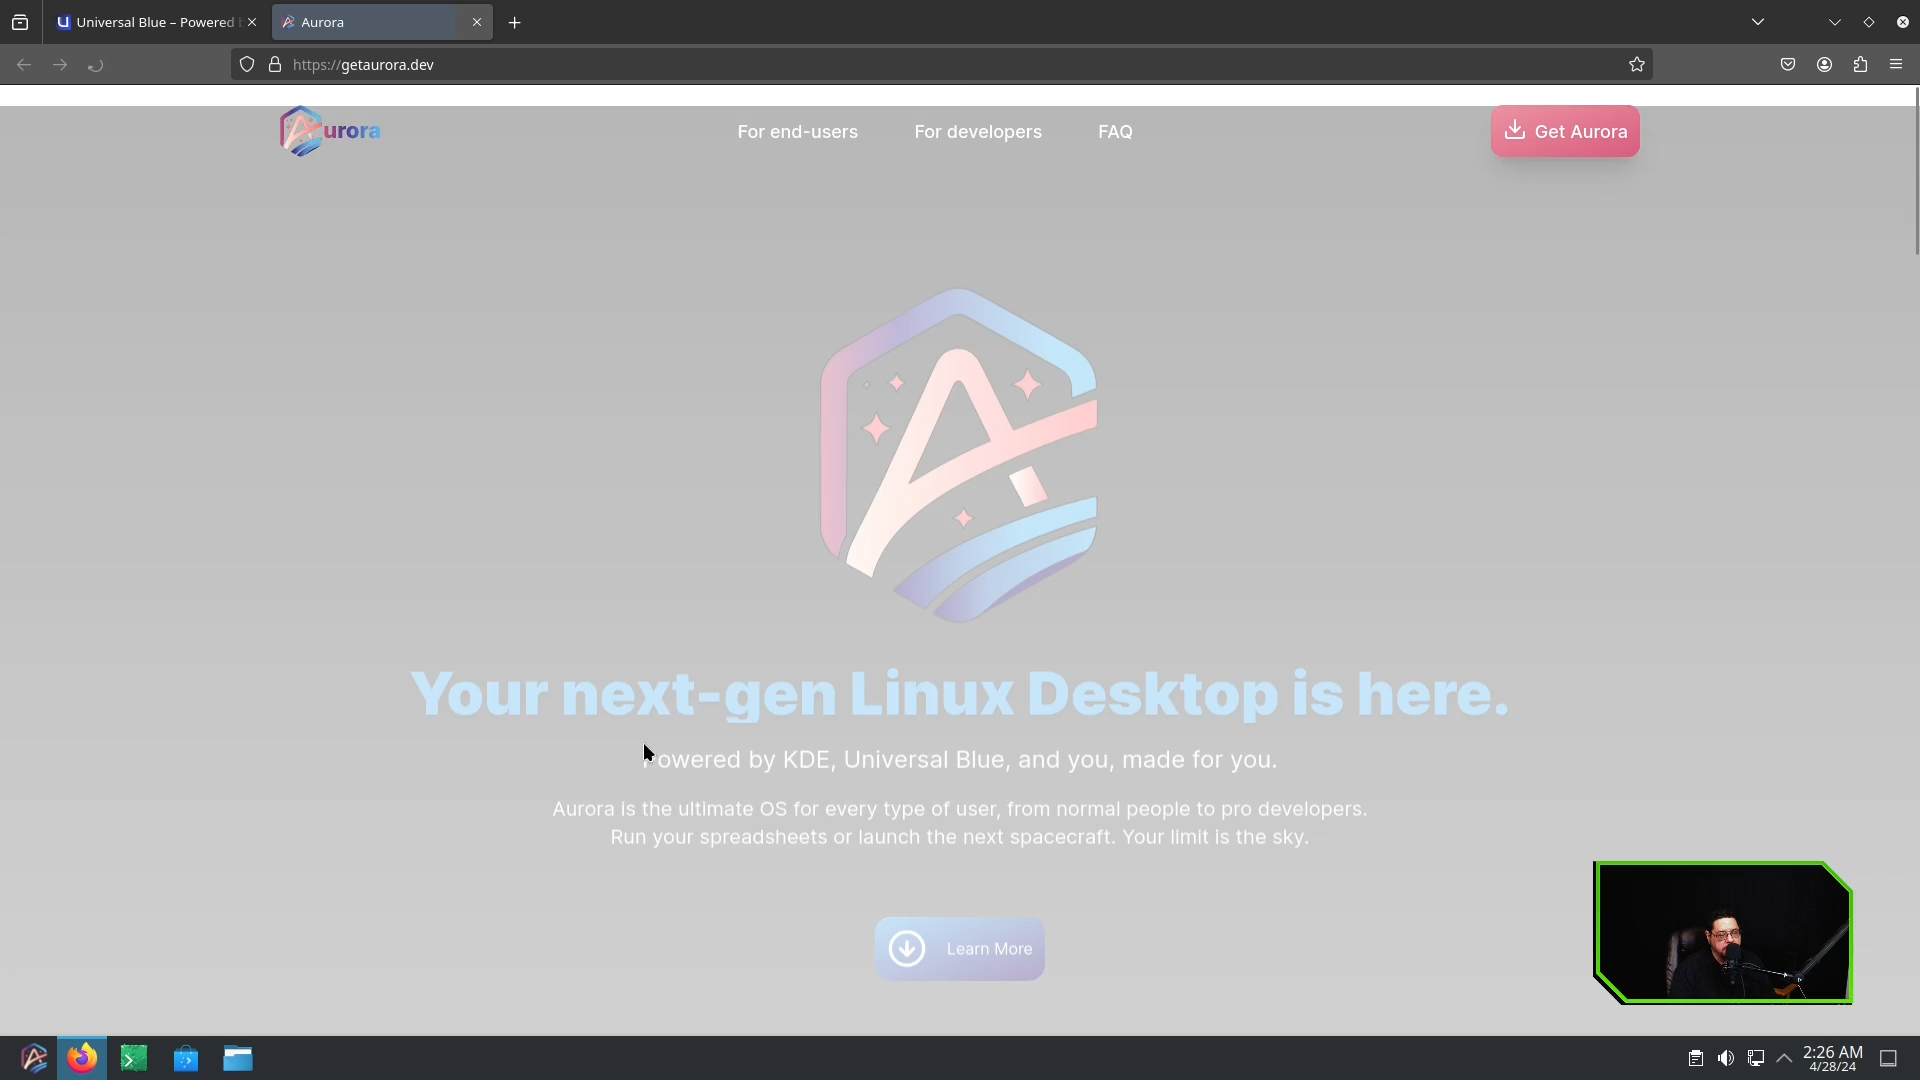 Universal Blue – Powered
Aurora
https://getaurora.dev
urora
For end-users
For developers
FAQ
Get Aurora
Your next-gen Linux Desktop is here.
Powered by KDE, Universal Blue, and you, made for you.
Aurora is the ultimate OS for every type of user, from normal people to pro developers.
Run your spreadsheets or launch the next spacecraft. Your limit is the sky.
Learn More
2:26 AM
4/28/24